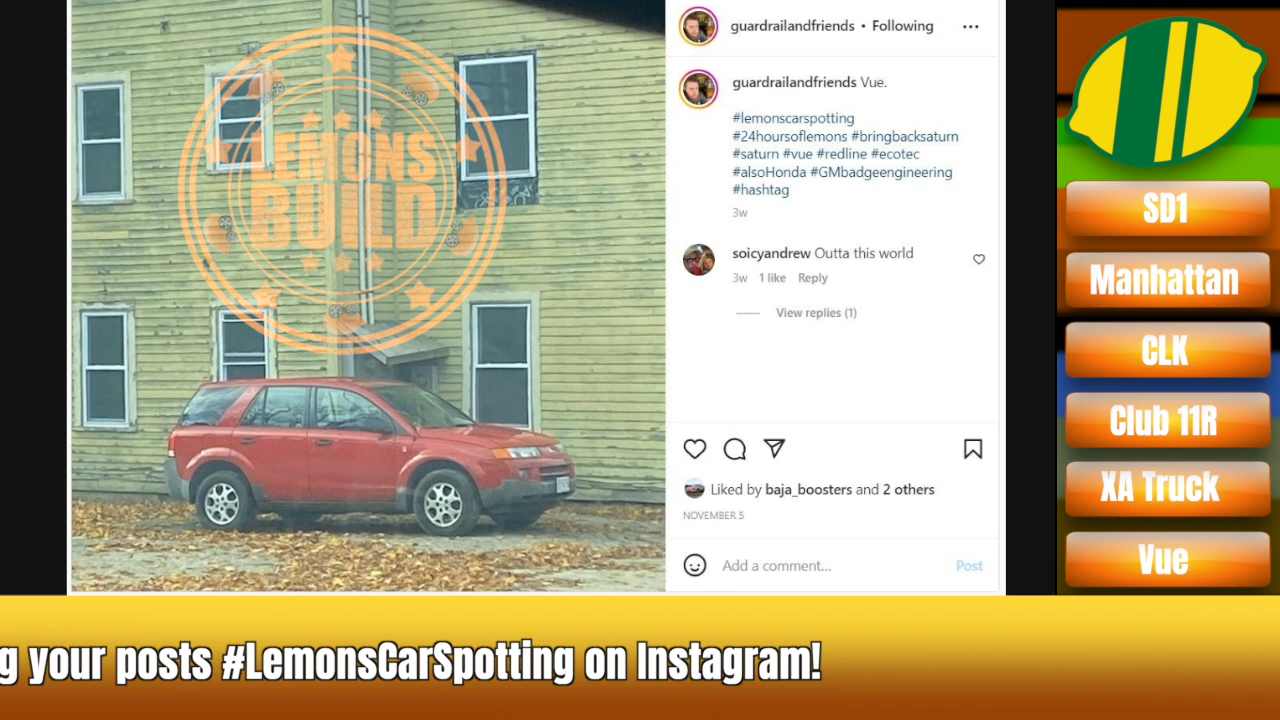 LEMONS
BUILD
guardrailandfriends • Following
guardrailandfriends Vue.
#lemonscarspotting
#24hoursoflemons #bringbacksaturn
#saturn #vue #redline #ecotec
#alsoHonda #GMbadgeengineering
#hashtag
3w
soicyandrew Outta this world
3w 1 like Reply
View replies (1)
Liked by baja_boosters and 2 others
NOVEMBER 5
Add a comment... Post
SD1
Manhattan
CLK
Club 11R
XA Truck
Vue
g your posts #LemonsCarSpotting on Instagram!